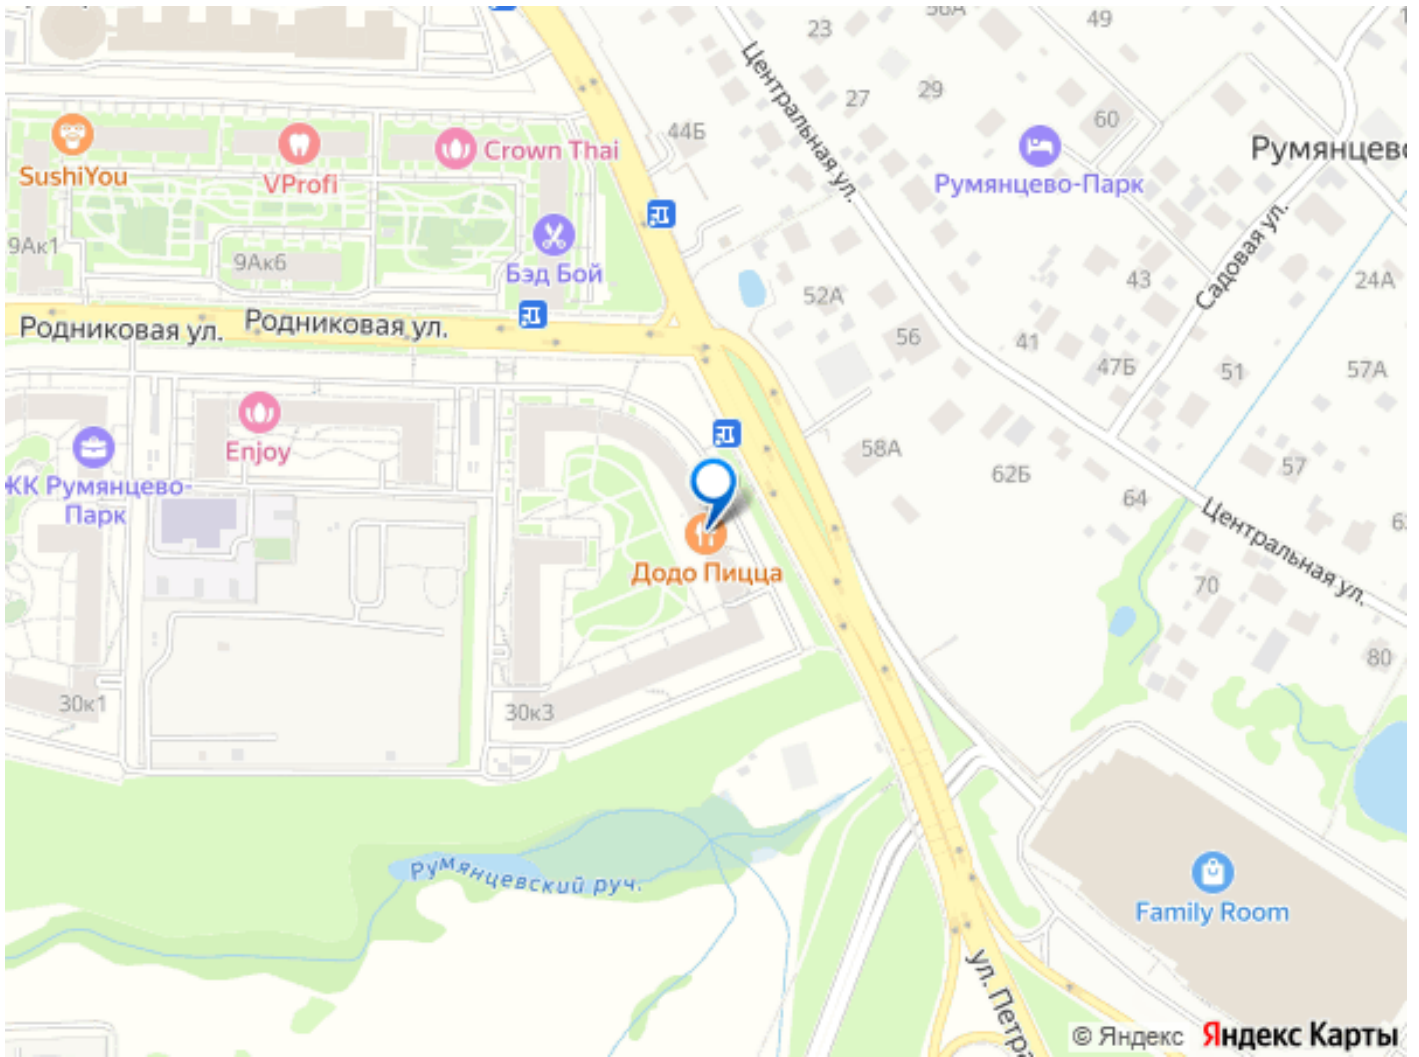 23
56А
49
Центральная ул.
27
29
60
44Б
Румянцево
Румянцево-Парк
SushiYou
VProfi
Crown Thai
9Ак1
9Ак6
Бэд Бой
Садовая ул.
43
24А
52А
56
41
47Б
51
57А
Родниковая ул.
Родниковая ул.
Enjoy
ЖК Румянцево-
Парк
58А
62Б
64
57
Центральная ул.
Додо Пицца
70
80
30к1
30к3
Румянцевский руч.
Family Room
ул. Петра
© Яндекс
Яндекс Карты